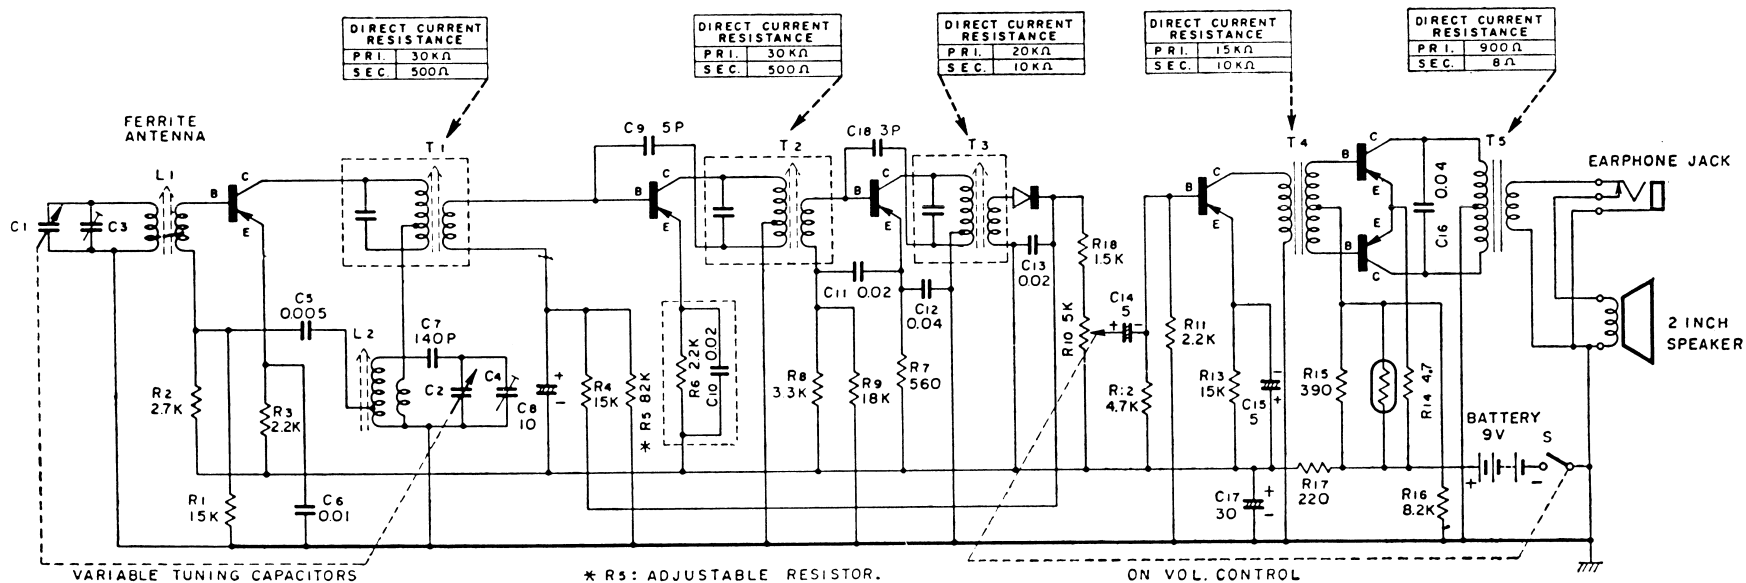 DIRECT CURRENT
RESISTANCE
PRI. 30KΩ
SEC. 500Ω
DIRECT CURRENT
RESISTANCE
PRI. 30KΩ
SEC. 500Ω
DIRECT CURRENT
RESISTANCE
PRI. 20KΩ
SEC. 10KΩ
DIRECT CURRENT
RESISTANCE
PRI. 15KΩ
SEC. 10KΩ
DIRECT CURRENT
RESISTANCE
PRI. 900Ω
SEC. 8Ω
FERRITE
ANTENNA
L1
C1
C3
B
C
E
T1
C9 5P
B
C
E
T2
C18 3P
B
C
E
T3
B
C
E
T4
C
B
E
E
B
C
C16 0.04
T5
EARPHONE JACK
2 INCH
SPEAKER
C5
0.005
L2
C7
140P
C2
C4
C8
10
+
-
R2
2.7K
R3
2.2K
R1
15K
C6
0.01
R4
15K
* R5 82K
R6 2.2K
C10 0.02
C11 0.02
C12
0.04
R8
3.3K
R9
18K
R7
560
C13
0.02
R18
1.5K
R10 5K
C14
5
+ -
R11
2.2K
R12
4.7K
R13
15K
C15
5
-
+
R15
390
R14 4.7
BATTERY
9V
S
+ -
R17
220
C17
30
+
-
R16
8.2K
VARIABLE TUNING CAPACITORS
* R5: ADJUSTABLE RESISTOR.
ON VOL. CONTROL